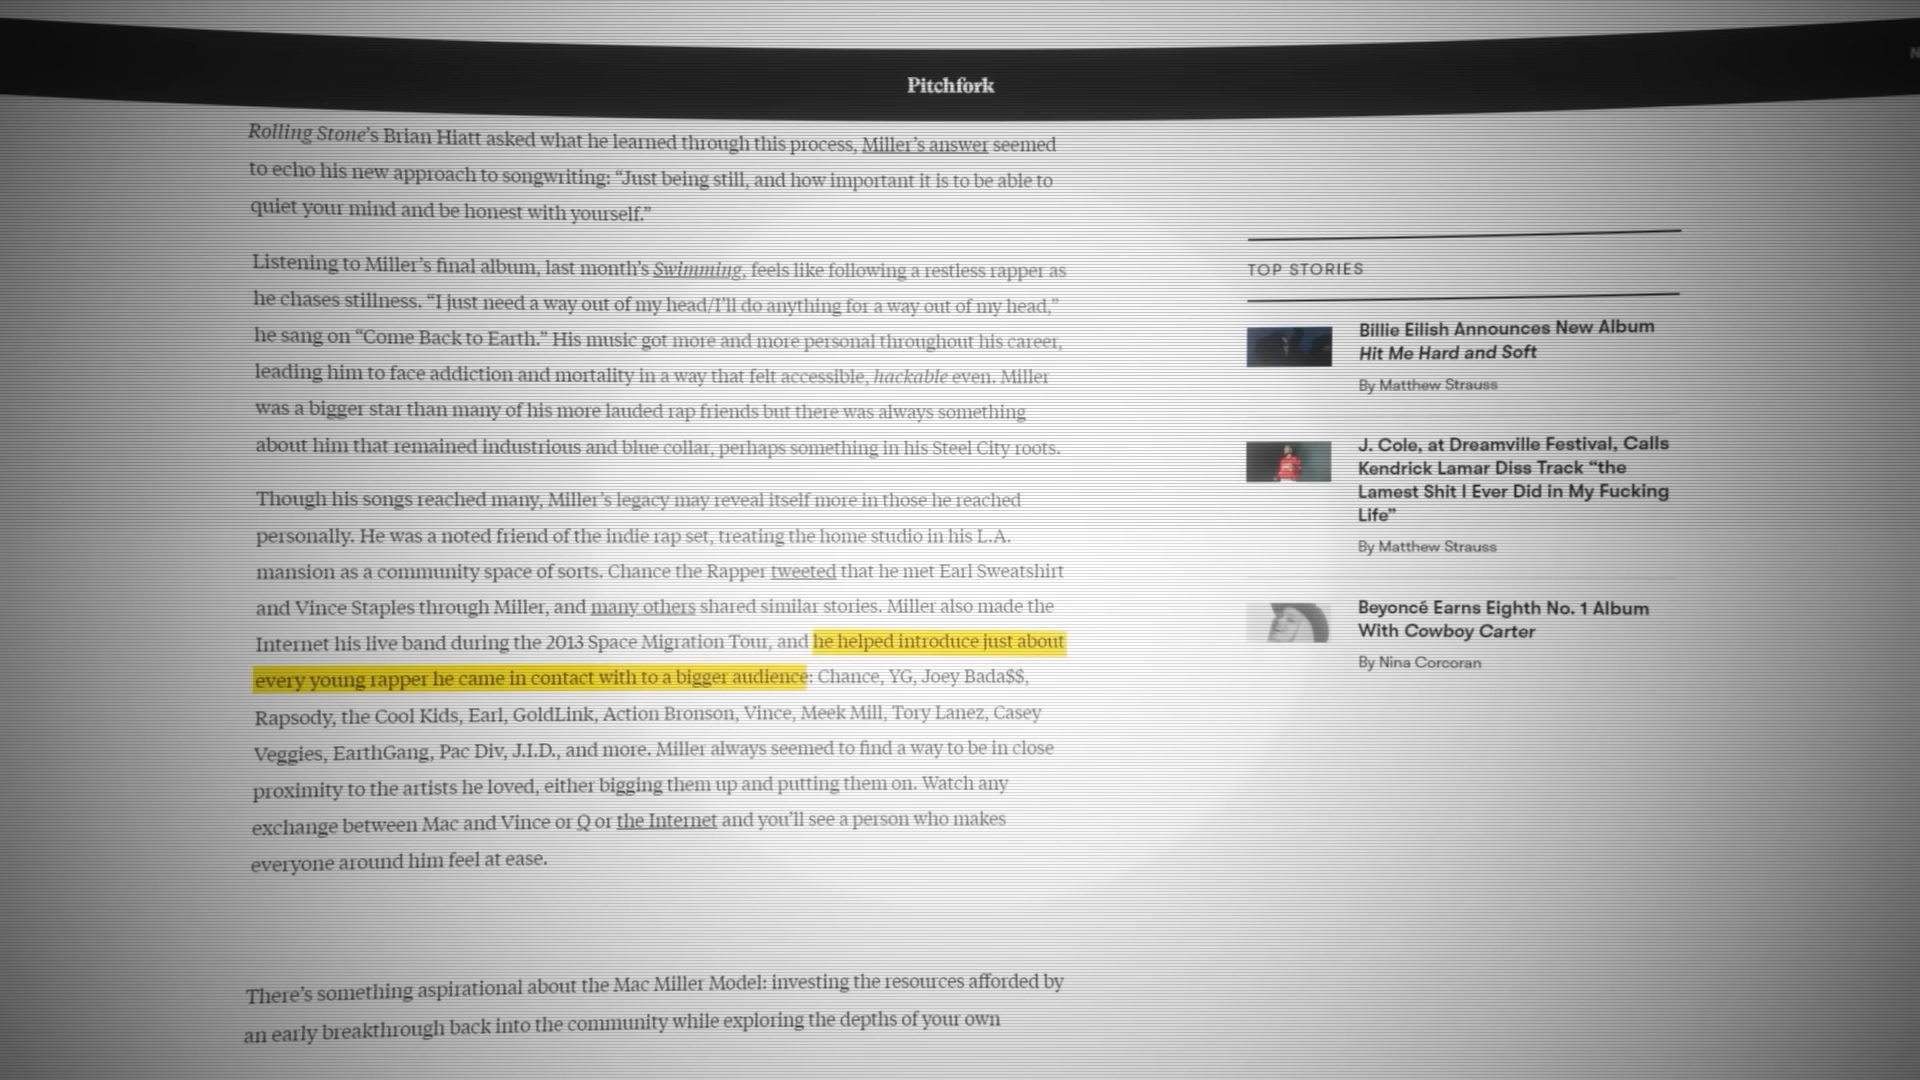 Pitchfork
Rolling Stone's Brian Hiatt asked what he learned through this process, Miller's answer seemed
to echo his new approach to songwriting: “Just being still, and how important it is to be able to
quiet your mind and be honest with yourself.”
Listening to Miller's final album, last month's Swimming, feels like following a restless rapper as
he chases stillness. “I just need a way out of my head/I'll do anything for a way out of my head,”
he sang on “Come Back to Earth.” His music got more and more personal throughout his career,
leading him to face addiction and mortality in a way that felt accessible, hackable even. Miller
was a bigger star than many of his more lauded rap friends but there was always something
about him that remained industrious and blue collar, perhaps something in his Steel City roots.
Though his songs reached many, Miller's legacy may reveal itself more in those he reached
personally. He was a noted friend of the indie rap set, treating the home studio in his L.A.
mansion as a community space of sorts. Chance the Rapper tweeted that he met Earl Sweatshirt
and Vince Staples through Miller, and many others shared similar stories. Miller also made the
Internet his live band during the 2013 Space Migration Tour, and he helped introduce just about
every young rapper he came in contact with to a bigger audience: Chance, YG, Joey Bada$$,
Rapsody, the Cool Kids, Earl, GoldLink, Action Bronson, Vince, Meek Mill, Tory Lanez, Casey
Veggies, EarthGang, Pac Div, J.I.D., and more. Miller always seemed to find a way to be in close
proximity to the artists he loved, either bigging them up and putting them on. Watch any
exchange between Mac and Vince or Q or the Internet and you'll see a person who makes
everyone around him feel at ease.
There's something aspirational about the Mac Miller Model: investing the resources afforded by
an early breakthrough back into the community while exploring the depths of your own
TOP STORIES
Billie Eilish Announces New Album
Hit Me Hard and Soft
By Matthew Strauss
J. Cole, at Dreamville Festival, Calls
Kendrick Lamar Diss Track “the
Lamest Shit I Ever Did in My Fucking
Life”
By Matthew Strauss
Beyoncé Earns Eighth No. 1 Album
With Cowboy Carter
By Nina Corcoran